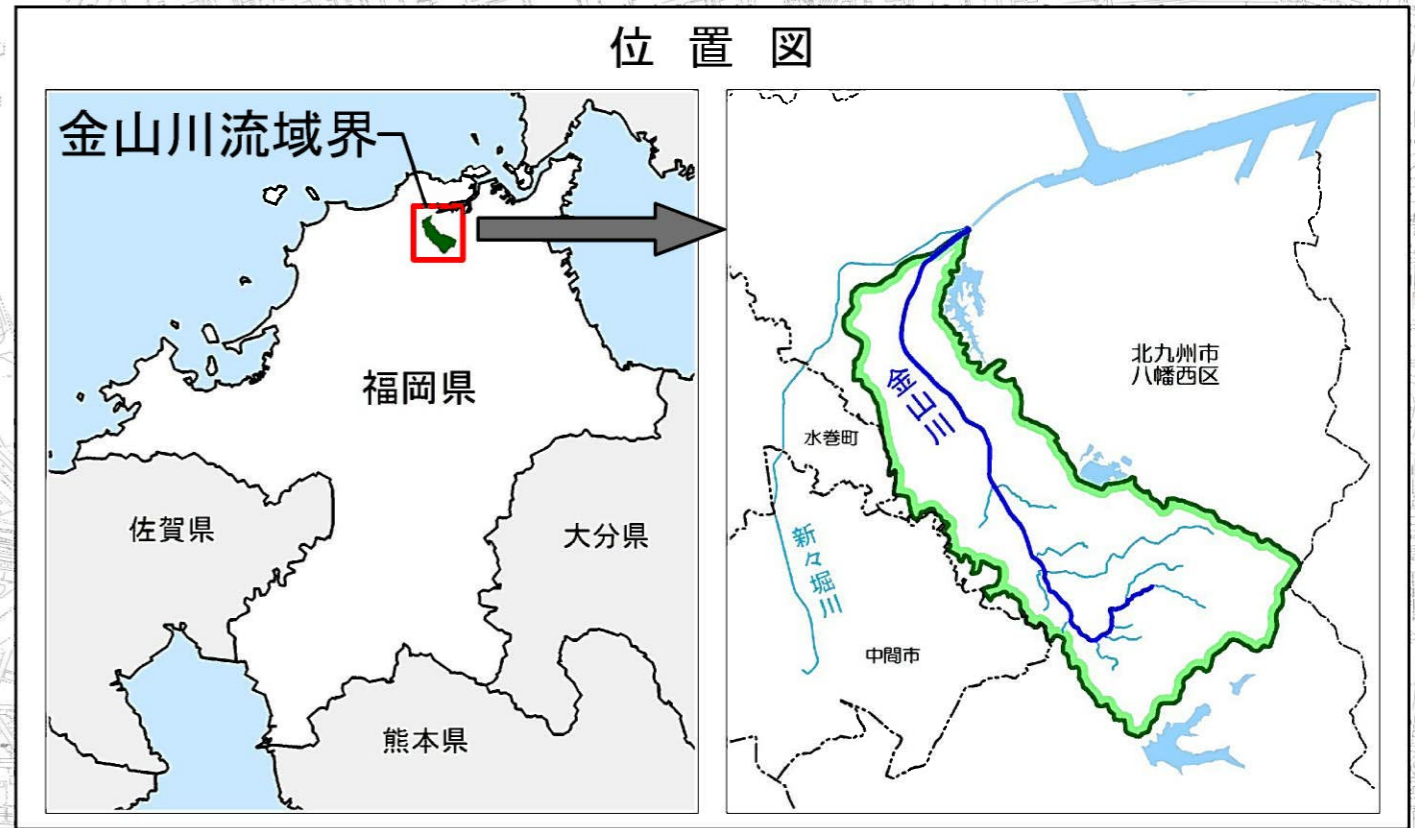 位置図
金山川流域界
福岡県
佐賀県
大分県
熊本県
北九州市
八幡西区
金山川
水巻町
新々堀川
中間市